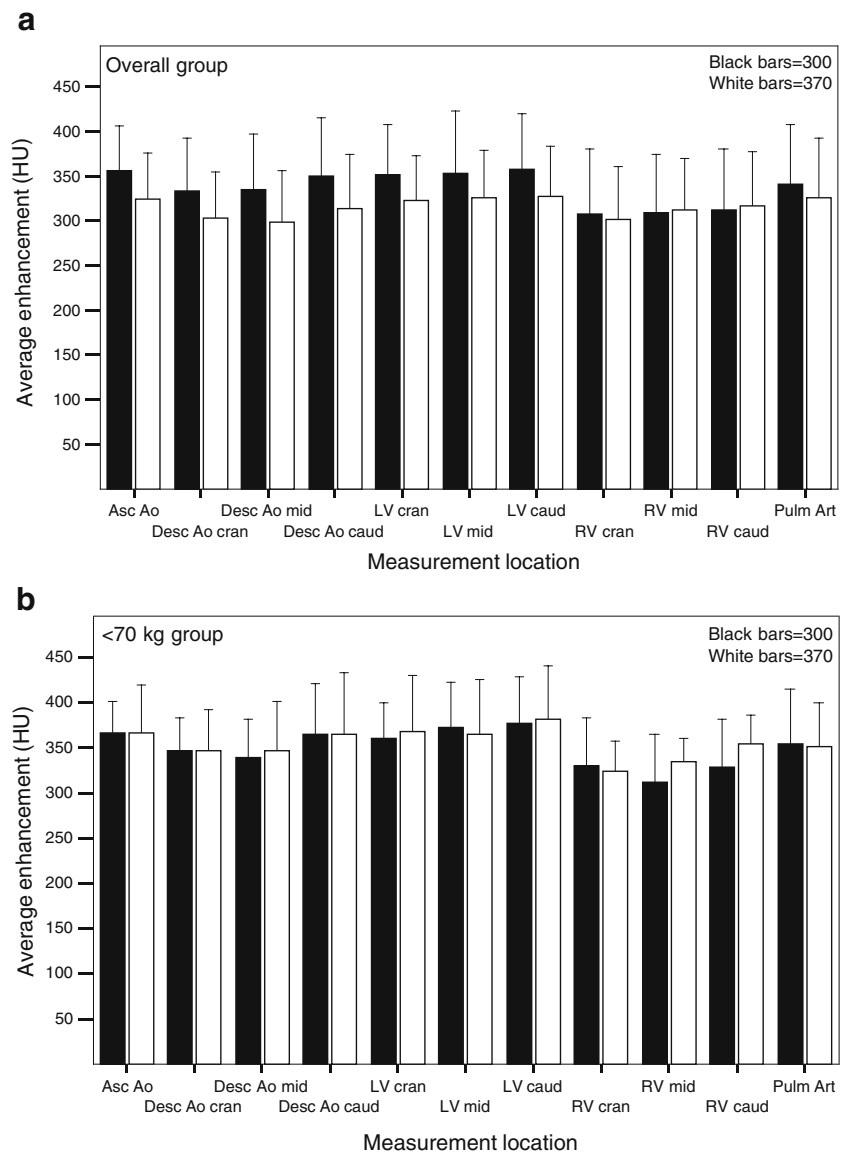 a
Overall group
Black bars=300
White bars=370
Average enhancement (HU)
450
400
350
300
250
300
150
100
50
Asc Ao
Desc Ao cran
Desc Ao mid
Desc Ao caud
LV cran
LV mid
LV caud
RV cran
RV mid
RV caud
Pulm Art
Measurement location
b
<70 kg group
Black bars=300
White bars=370
Average enhancement (HU)
450
400
350
300
350
300
150
100
50
Asc Ao
Desc Ao cran
Desc Ao mid
Desc Ao caud
LV cran
LV mid
LV caud
RV cran
RV mid
RV caud
Pulm Art
Measurement location